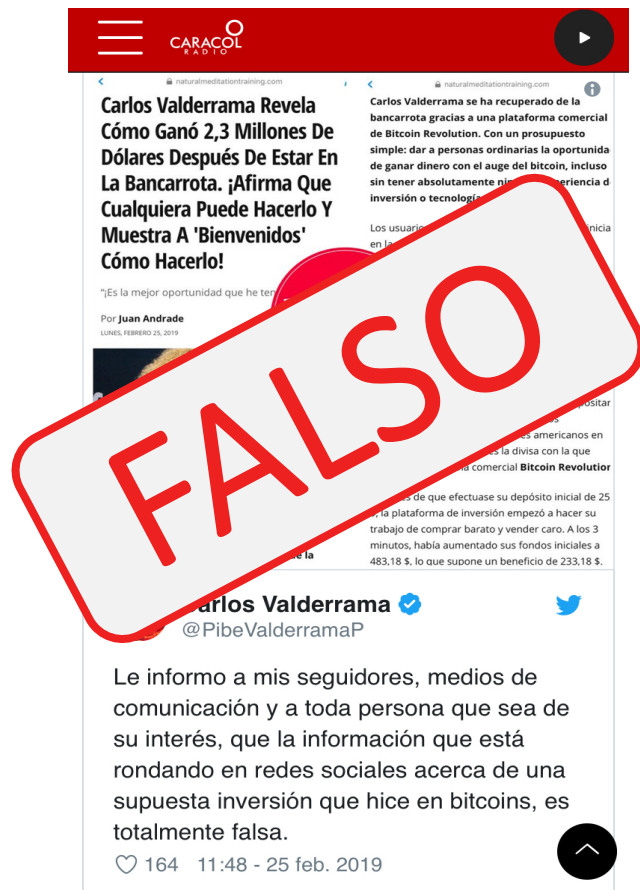 CARACOL
RADIO
naturalmeditationtraining.com
Carlos Valderrama Revela
Cómo Ganó 2,3 Millones De
Dólares Después De Estar En
La Bancarrota. ¡Afirma Que
Cualquiera Puede Hacerlo Y
Muestra A 'Bienvenidos'
Cómo Hacerlo!
"¡Es la mejor oportunidad que he
Por Juan Andrade
LUNES, FEBRERO 25, 2019
naturalmeditationtraining.com
Carlos Valderrama se ha recuperado de la
bancarrota gracias a una plataforma comercial
de Bitcoin Revolution. Con un prosupuesto
simple: dar a personas ordinarias la oportunida
de ganar dinero con el auge del bitcoin, incluso
sin tener absolutamente
inversión o tecnología
Los
en
americanos en
es la divisa con la que
comercial Bitcoin Revolution
de que efectuase su depósito inicial de 25
la plataforma de inversión empezó a hacer su
trabajo de comprar barato y vender caro. A los 3
minutos, había aumentado sus fondos iniciales a
483,18 $, lo que supone un beneficio de 233,18 $.
la
FALSO
Carlos Valderrama
@PibeValderramaP
Le informo a mis seguidores, medios de
comunicación y a toda persona que sea de
su interés, que la información que está
rondando en redes sociales acerca de una
supuesta inversión que hice en bitcoins, es
totalmente falsa.
164 11:48 - 25 feb. 2019